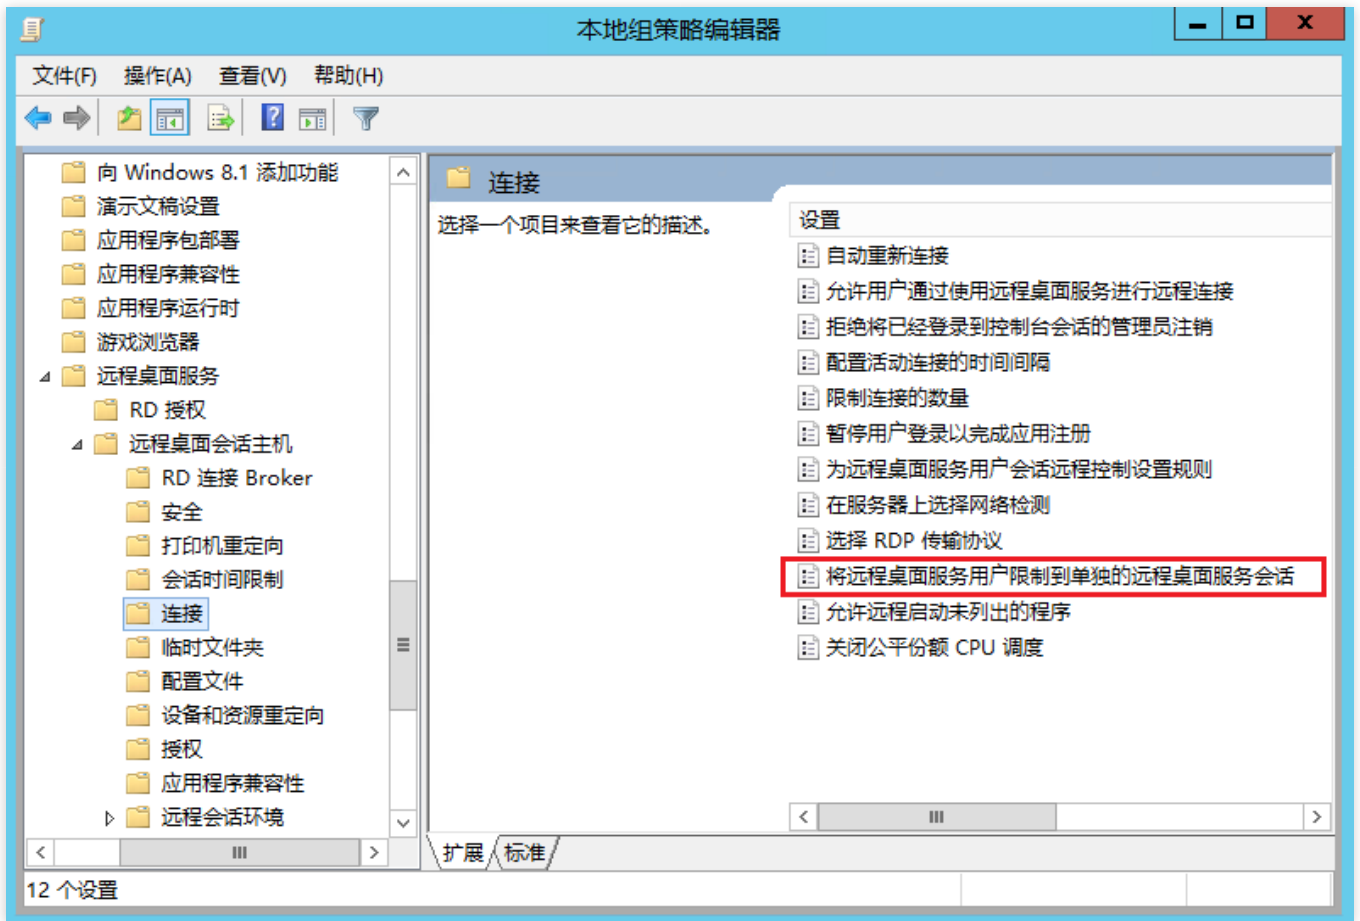 本地组策略编辑器
文件(F) 操作(A) 查看(V) 帮助(H)
向 Windows 8.1 添加功能
演示文稿设置
应用程序包部署
应用程序兼容性
应用程序运行时
游戏浏览器
远程桌面服务
RD 授权
远程桌面会话主机
RD 连接 Broker
安全
打印机重定向
会话时间限制
连接
临时文件夹
配置文件
设备和资源重定向
授权
应用程序兼容性
远程会话环境
连接
选择一个项目来查看它的描述。
设置
自动重新连接
允许用户通过使用远程桌面服务进行远程连接
拒绝将已经登录到控制台会话的管理员注销
配置活动连接的时间间隔
限制连接的数量
暂停用户登录以完成应用注册
为远程桌面服务用户会话远程控制设置规则
在服务器上选择网络检测
选择 RDP 传输协议
将远程桌面服务用户限制到单独的远程桌面服务会话
允许远程启动未列出的程序
关闭公平份额 CPU 调度
扩展 标准
12 个设置